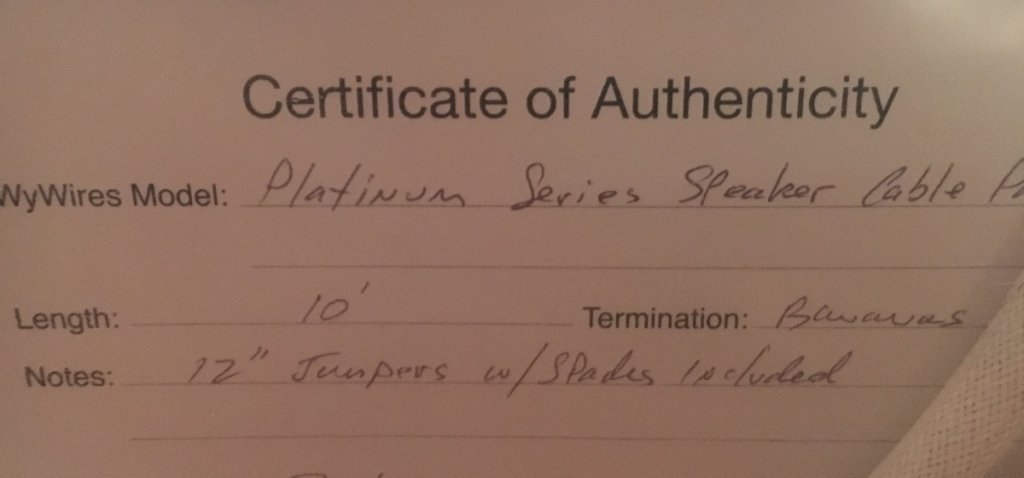 Certificate of Authenticity
WyWires Model: Platinum Series Speaker Cable
Length: 10' Termination: Bananas
Notes: 12" Jumpers w/ Spades Included